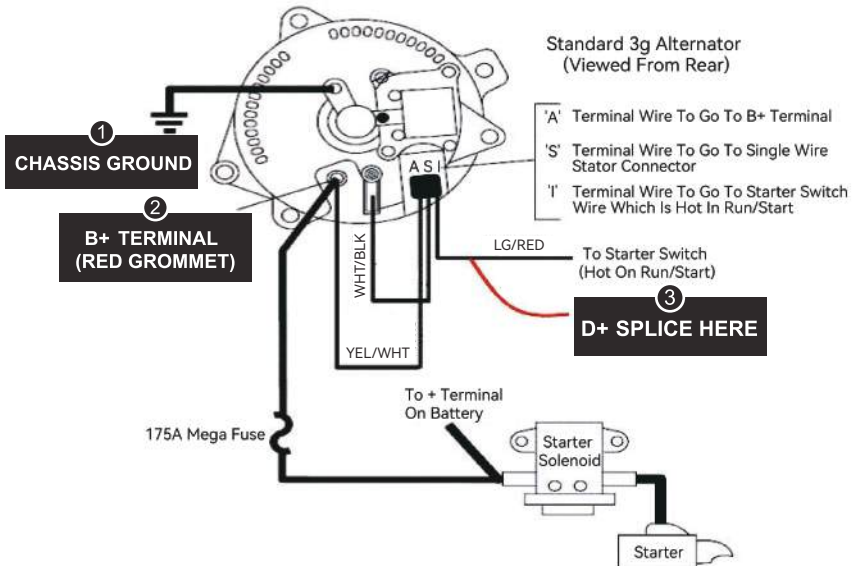 Standard 3g Alternator
(Viewed From Rear)
'A' Terminal Wire To Go To B+ Terminal
'S' Terminal Wire To Go To Single Wire
Stator Connector
'I' Terminal Wire To Go To Starter Switch
Wire Which Is Hot In Run/Start
1
CHASSIS GROUND
2
B+ TERMINAL
(RED GROMMET)
A S I
WHT/BLK
LG/RED
To Starter Switch
(Hot On Run/Start)
3
D+ SPLICE HERE
YEL/WHT
To + Terminal
On Battery
175A Mega Fuse
Starter
Solenoid
Starter